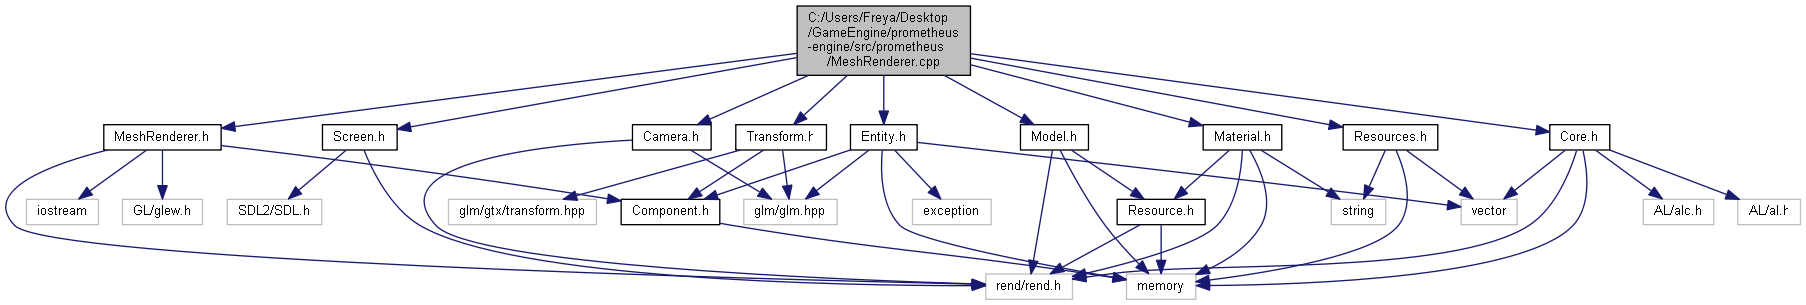 C:/Users/Freya/Desktop
/GameEngine/prometheus
-engine/src/prometheus
/MeshRenderer.cpp
MeshRenderer.h
Screen.h
Camera.h
Transform.h
Entity.h
Model.h
Material.h
Resources.h
Core.h
iostream
GL/glew.h
SDL2/SDL.h
glm/gtx/transform.hpp
Component.h
glm/glm.hpp
exception
Resource.h
string
vector
AL/alc.h
AL/al.h
rend/rend.h
memory